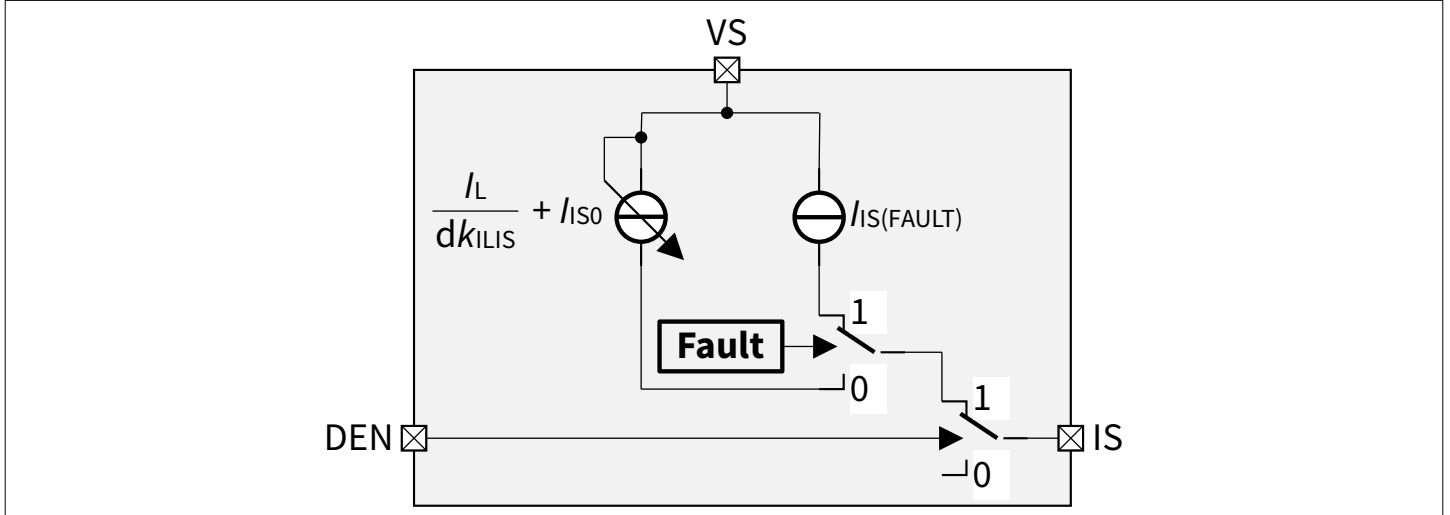 VS
I_L / dk_ILIS + I_IS0
I_IS(FAULT)
1
Fault
0
1
DEN
IS
0